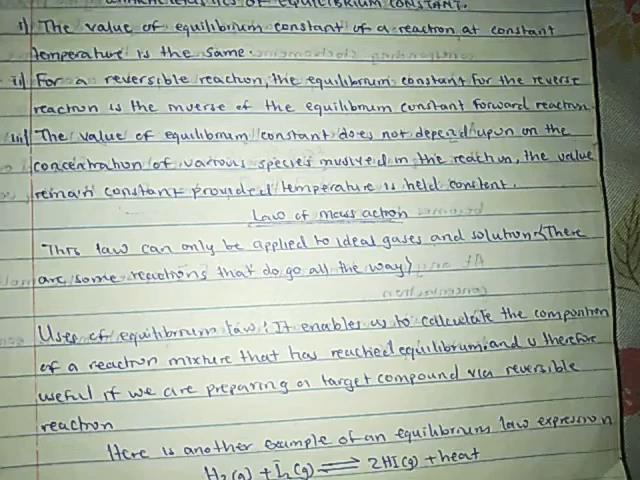 CHARACTERISTICS OF EQUILIBRIUM CONSTANT.
i) The value of equilibrium constant of a reaction, at constant
temperature is the same.
ii) For a reversible reaction, the equilibrium constant for the reverse
reaction is the inverse of the equilibrium constant forward reaction
iii) The value of equilibrium constant does not depend upon on the
concentration of various species involved in the reaction, the value
remain constant provided temperature is held constant.
Law of mass action
This law can only be applied to ideal gases and solution {There
are some reactions that do go all the way}
Uses of equilibrium law: It enables us to calculate the composition
of a reaction mixture that has reached equilibrium and is therefore
useful if we are preparing a target compound via reversible
reaction
Here is another example of an equilibrium law expression
H₂(g) + I₂(g) ⇌ 2HI(g) + heat